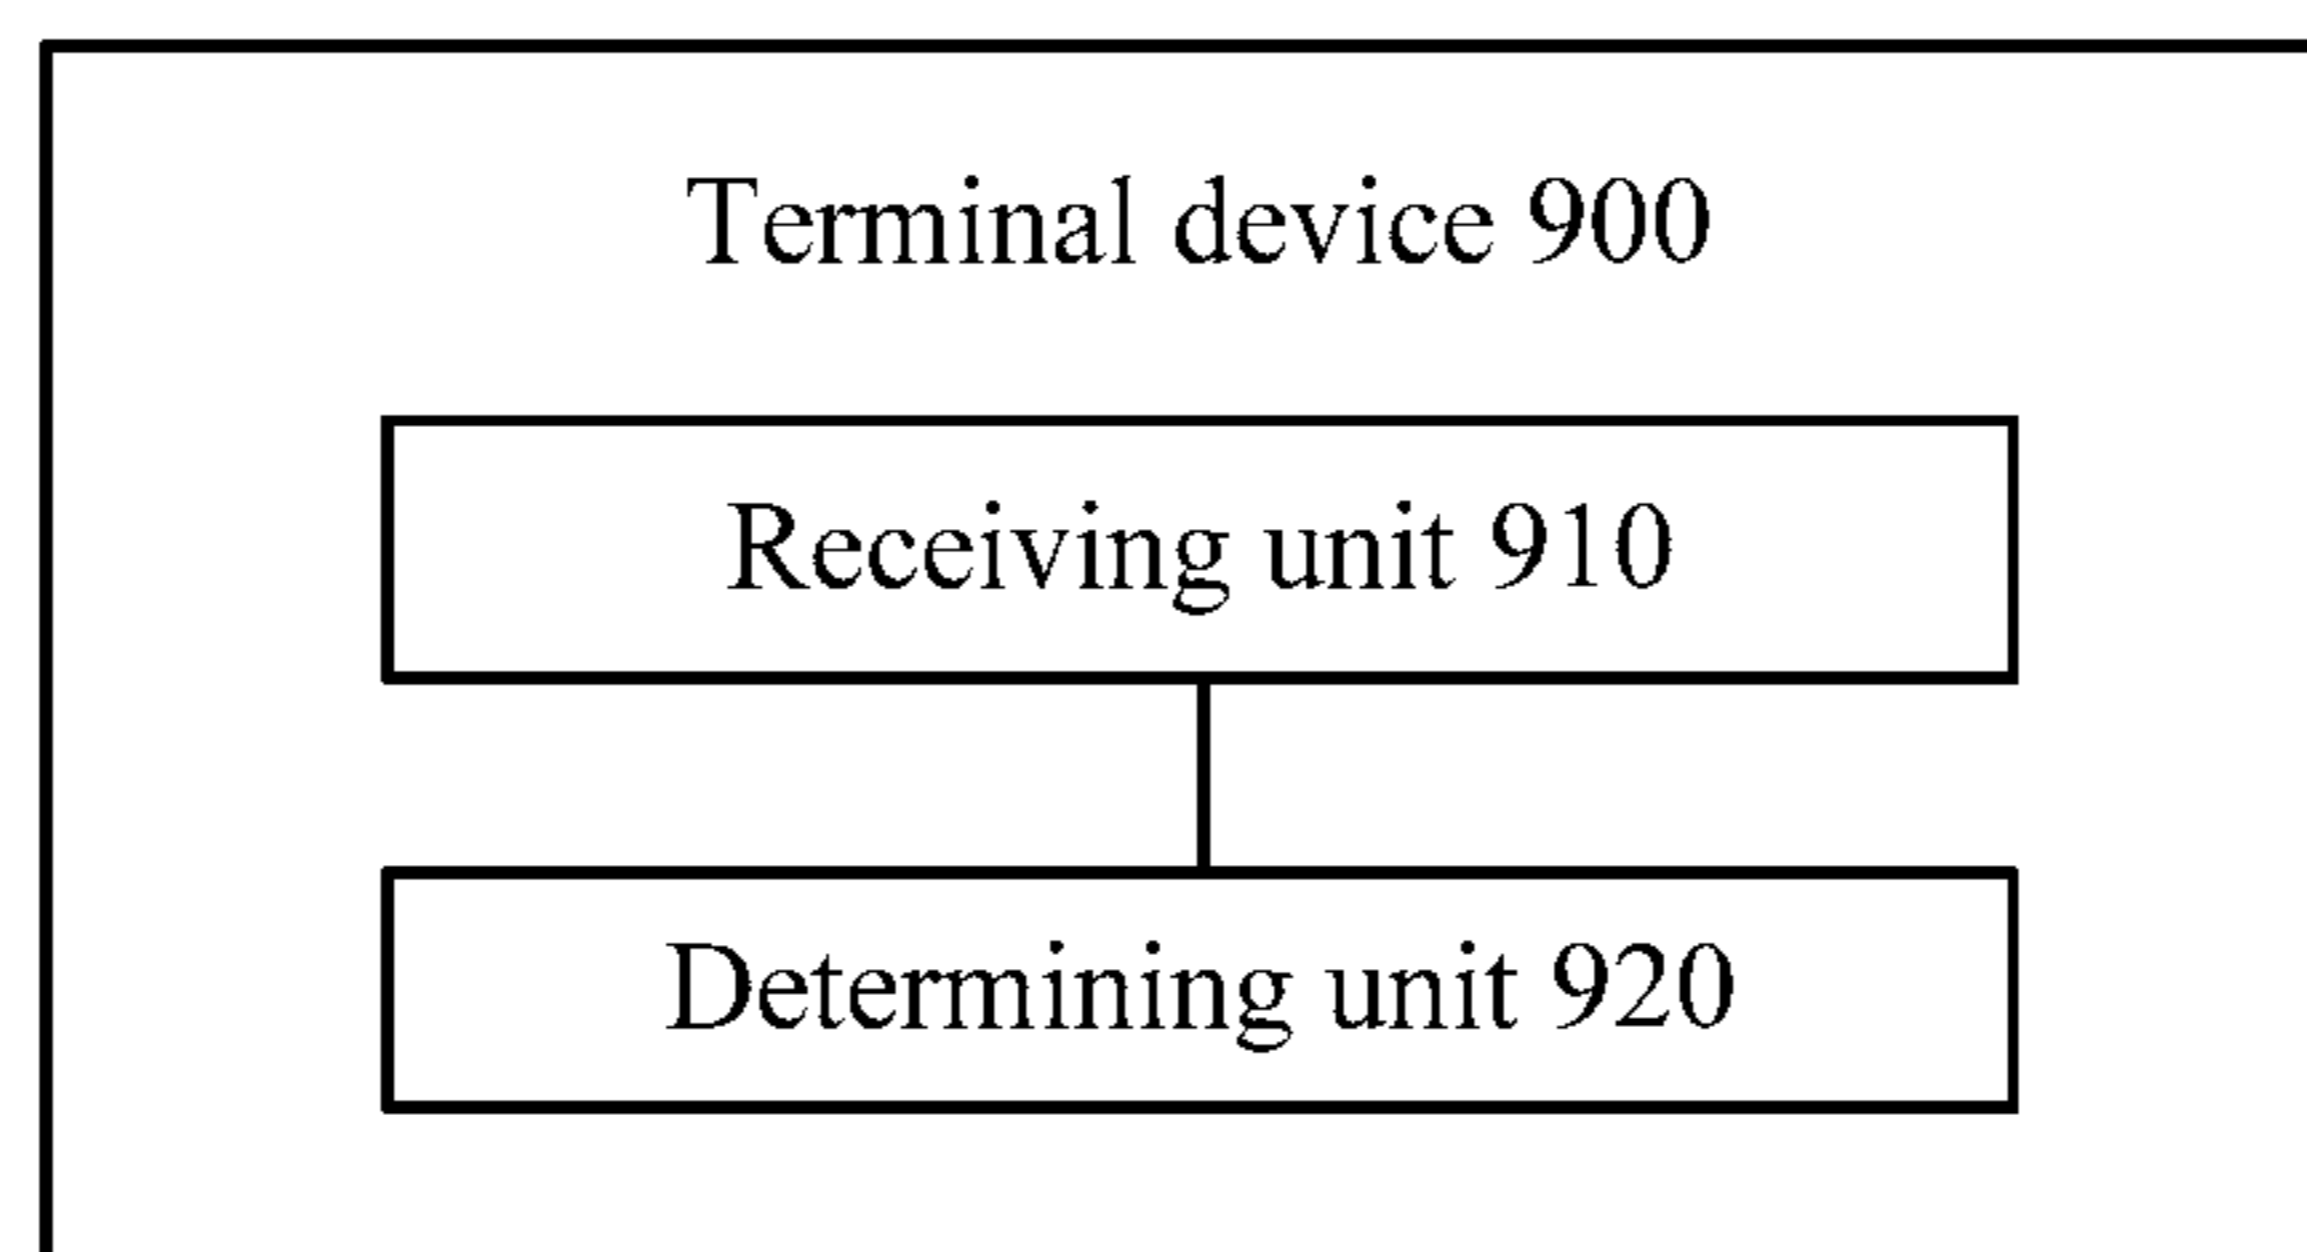 Terminal device 900
Receiving unit 910
Determining unit 920